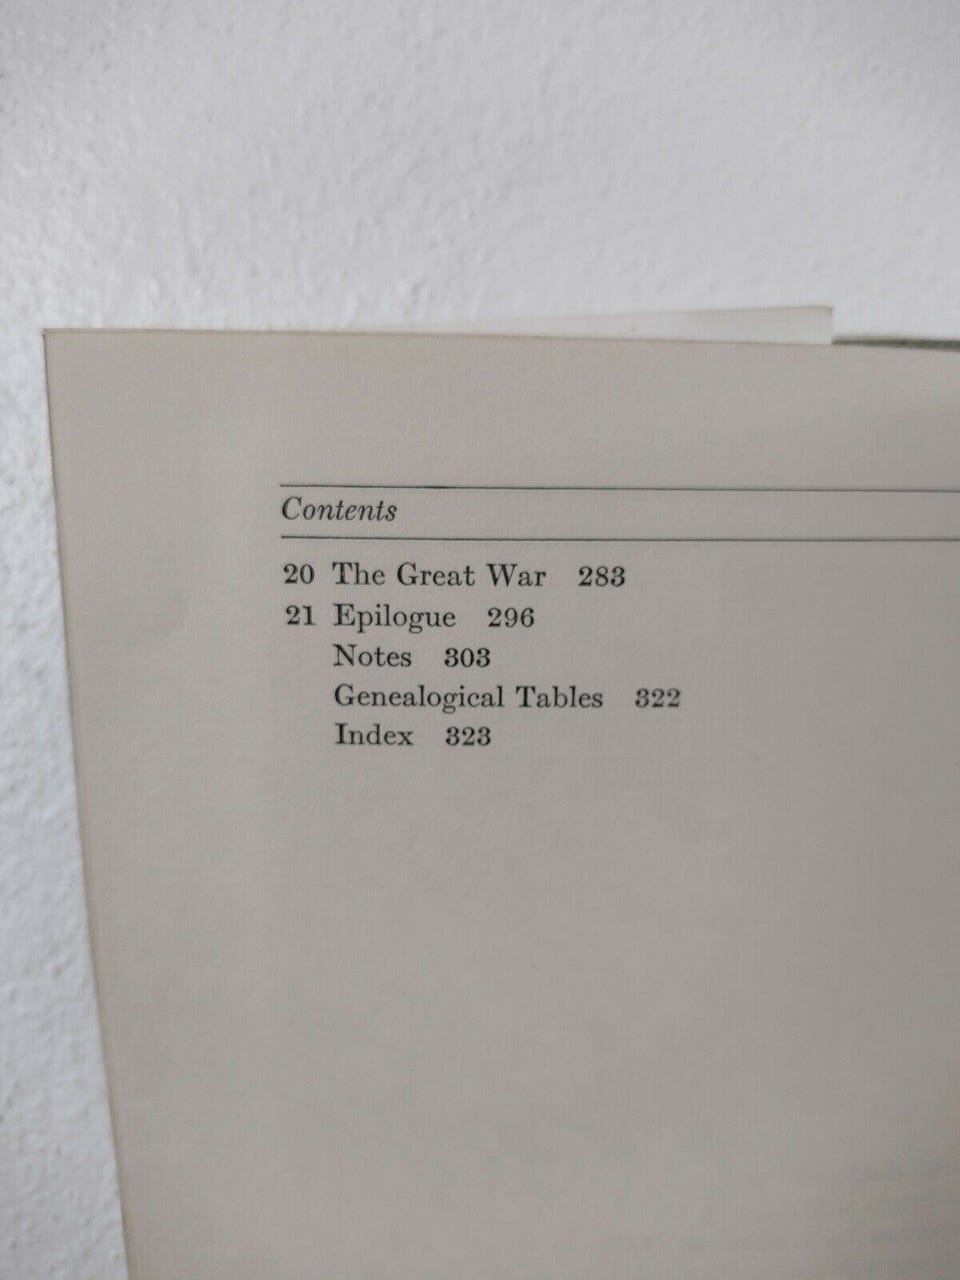 Contents
20 The Great War 283
21 Epilogue 296
Notes 303
Genealogical Tables 322
Index 323